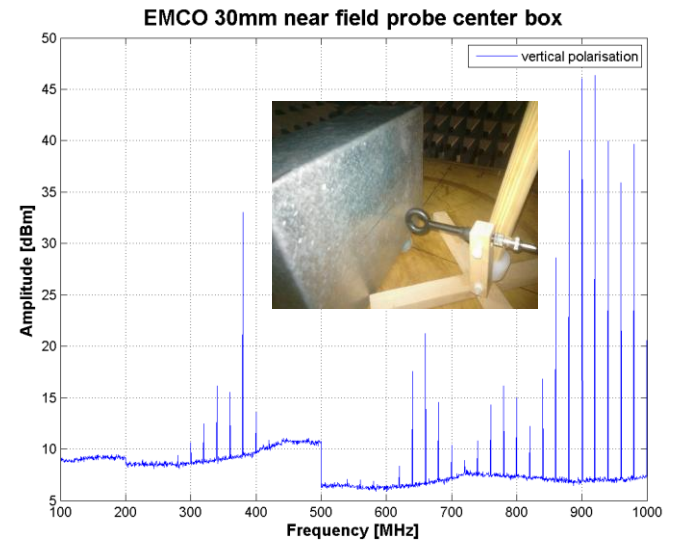 EMCO 30mm near field probe center box
vertical polarisation
Amplitude [dBm]
50
45
40
35
30
25
20
15
10
5
100 200 300 400 500 600 700 800 900 1000
Frequency [MHz]